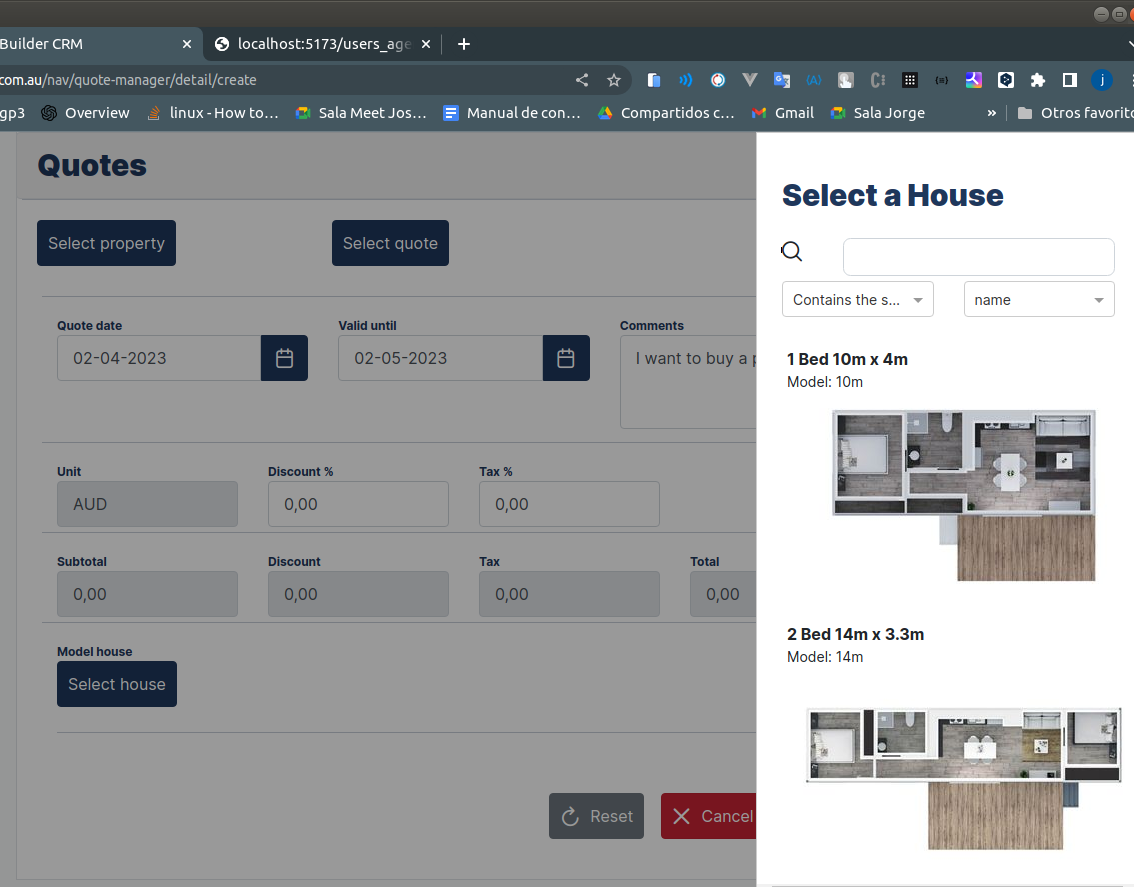 Builder CRM
localhost:5173/users_age
com.au/nav/quote-manager/detail/create
gp3
Overview
linux - How to…
Sala Meet Jos…
Manual de con…
Compartidos c…
Gmail
Sala Jorge
»
Otros favorito
Quotes
Select property
Select quote
Quote date
Valid until
Comments
02-04-2023
02-05-2023
I want to buy a p
Unit
Discount %
Tax %
AUD
0,00
0,00
Subtotal
Discount
Tax
Total
0,00
0,00
0,00
0,00
Model house
Select house
Reset
Cancel
Select a House
Contains the s...
name
1 Bed 10m x 4m
Model: 10m
2 Bed 14m x 3.3m
Model: 14m